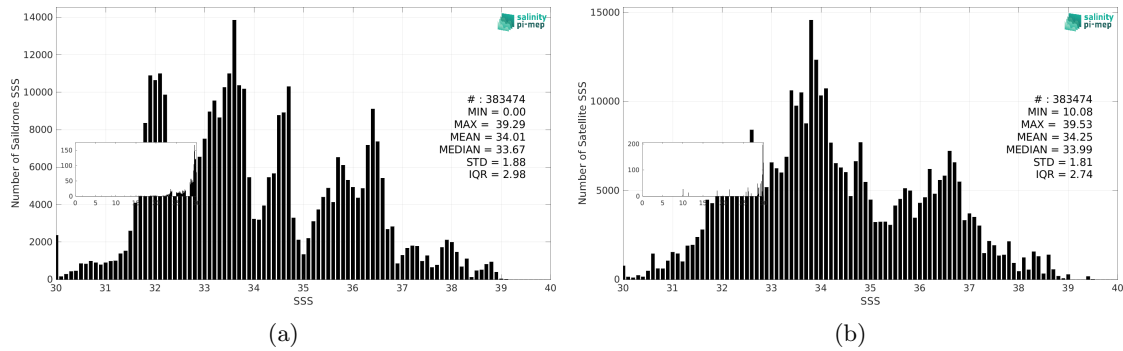 14000
12000
10000
8000
6000
4000
2000
0
Number of Saildrone SSS
salinity
pi-mep
# : 383474
MIN = 0.00
MAX = 39.29
MEAN = 34.01
MEDIAN = 33.67
STD = 1.88
IQR = 2.98
150
100
50
0
0 5 10
30 31 32 33 34 35 36 37 38 39 40
SSS
(a)
15000
10000
5000
0
Number of Satellite SSS
salinity
pi-mep
# : 383474
MIN = 10.08
MAX = 39.53
MEAN = 34.25
MEDIAN = 33.99
STD = 1.81
IQR = 2.74
200
100
0
0 5 10
30 31 32 33 34 35 36 37 38 39 40
SSS
(b)